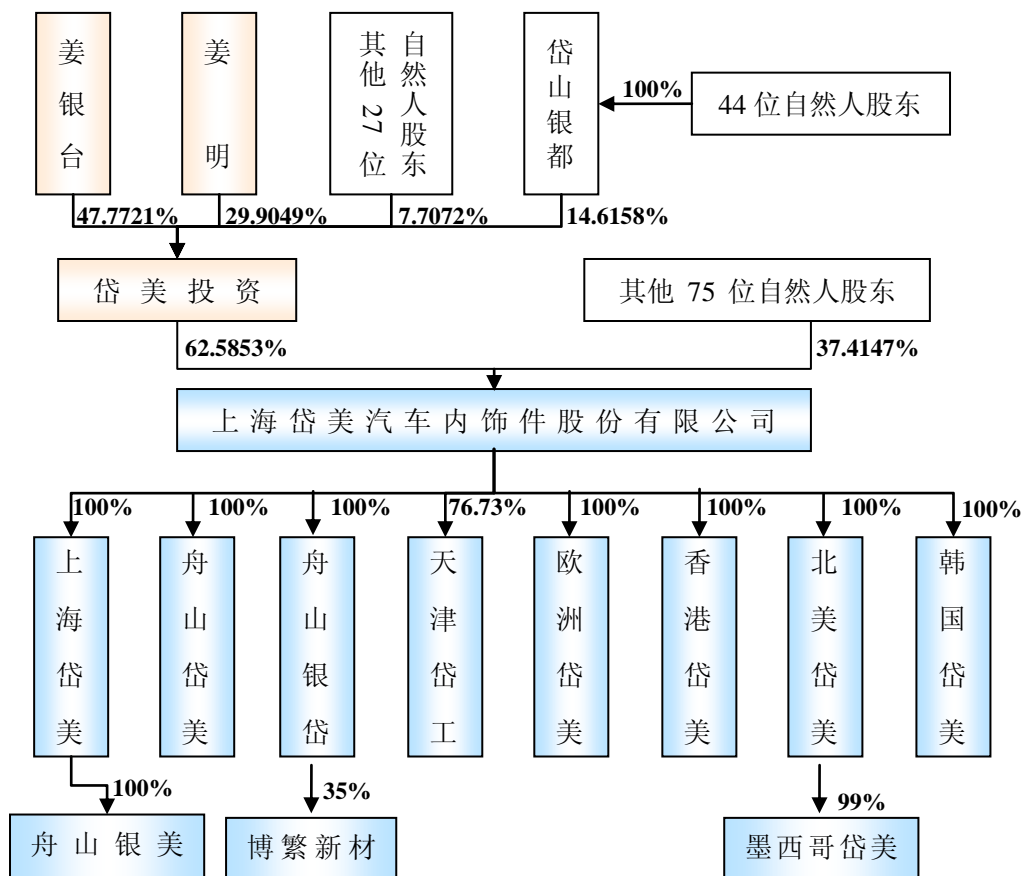 姜银台
姜明
其他 27 位
自然人股东
岱山银都
100%
44 位自然人股东
47.7721%
29.9049%
7.7072%
14.6158%
岱美投资
其他 75 位自然人股东
62.5853%
37.4147%
上海岱美汽车内饰件股份有限公司
100%
100%
100%
76.73%
100%
100%
100%
100%
上海岱美
舟山岱美
舟山银岱
天津岱工
欧洲岱美
香港岱美
北美岱美
韩国岱美
100%
35%
99%
舟山银美
博繁新材
墨西哥岱美